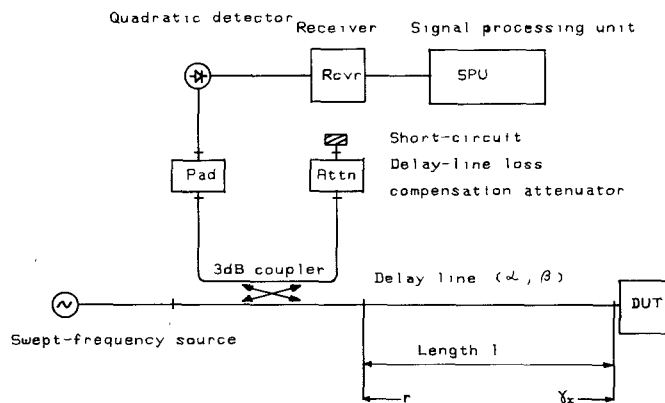 Quadratic detector
Receiver
Signal processing unit
Rcvr
SPU
Short-circuit
Pad
Attn
Delay-line loss
compensation attenuator
3dB coupler
Delay line (α, β)
DUT
Swept-frequency source
Length l
r
γx